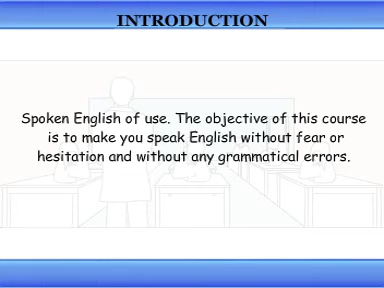 INTRODUCTION
Spoken English of use. The objective of this course
is to make you speak English without fear or
hesitation and without any grammatical errors.